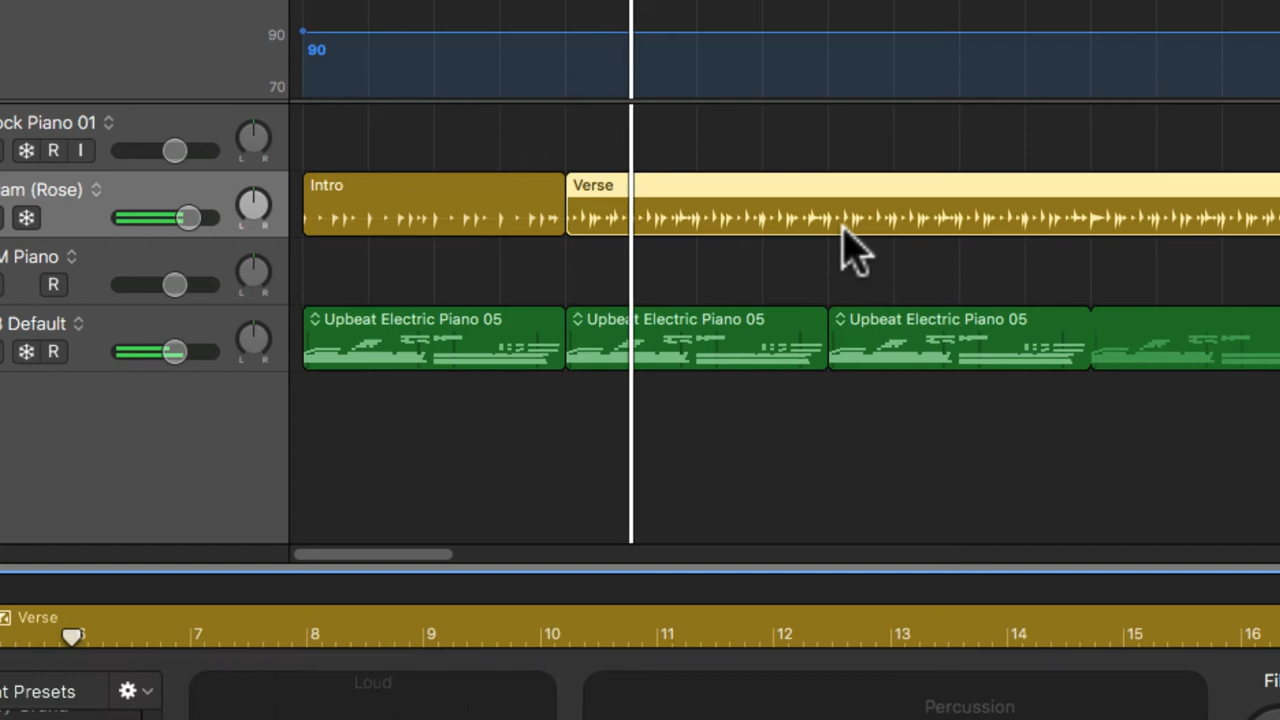 90
90
70
ock Piano 01
R I
L R
Intro
Verse
am (Rose)
L R
M Piano
R
L R
Upbeat Electric Piano 05
Upbeat Electric Piano 05
Upbeat Electric Piano 05
Default
R
L R
Verse
6 7 8 9 10 11 12 13 14 15 16
Loud
Fi
t Presets
Percussion